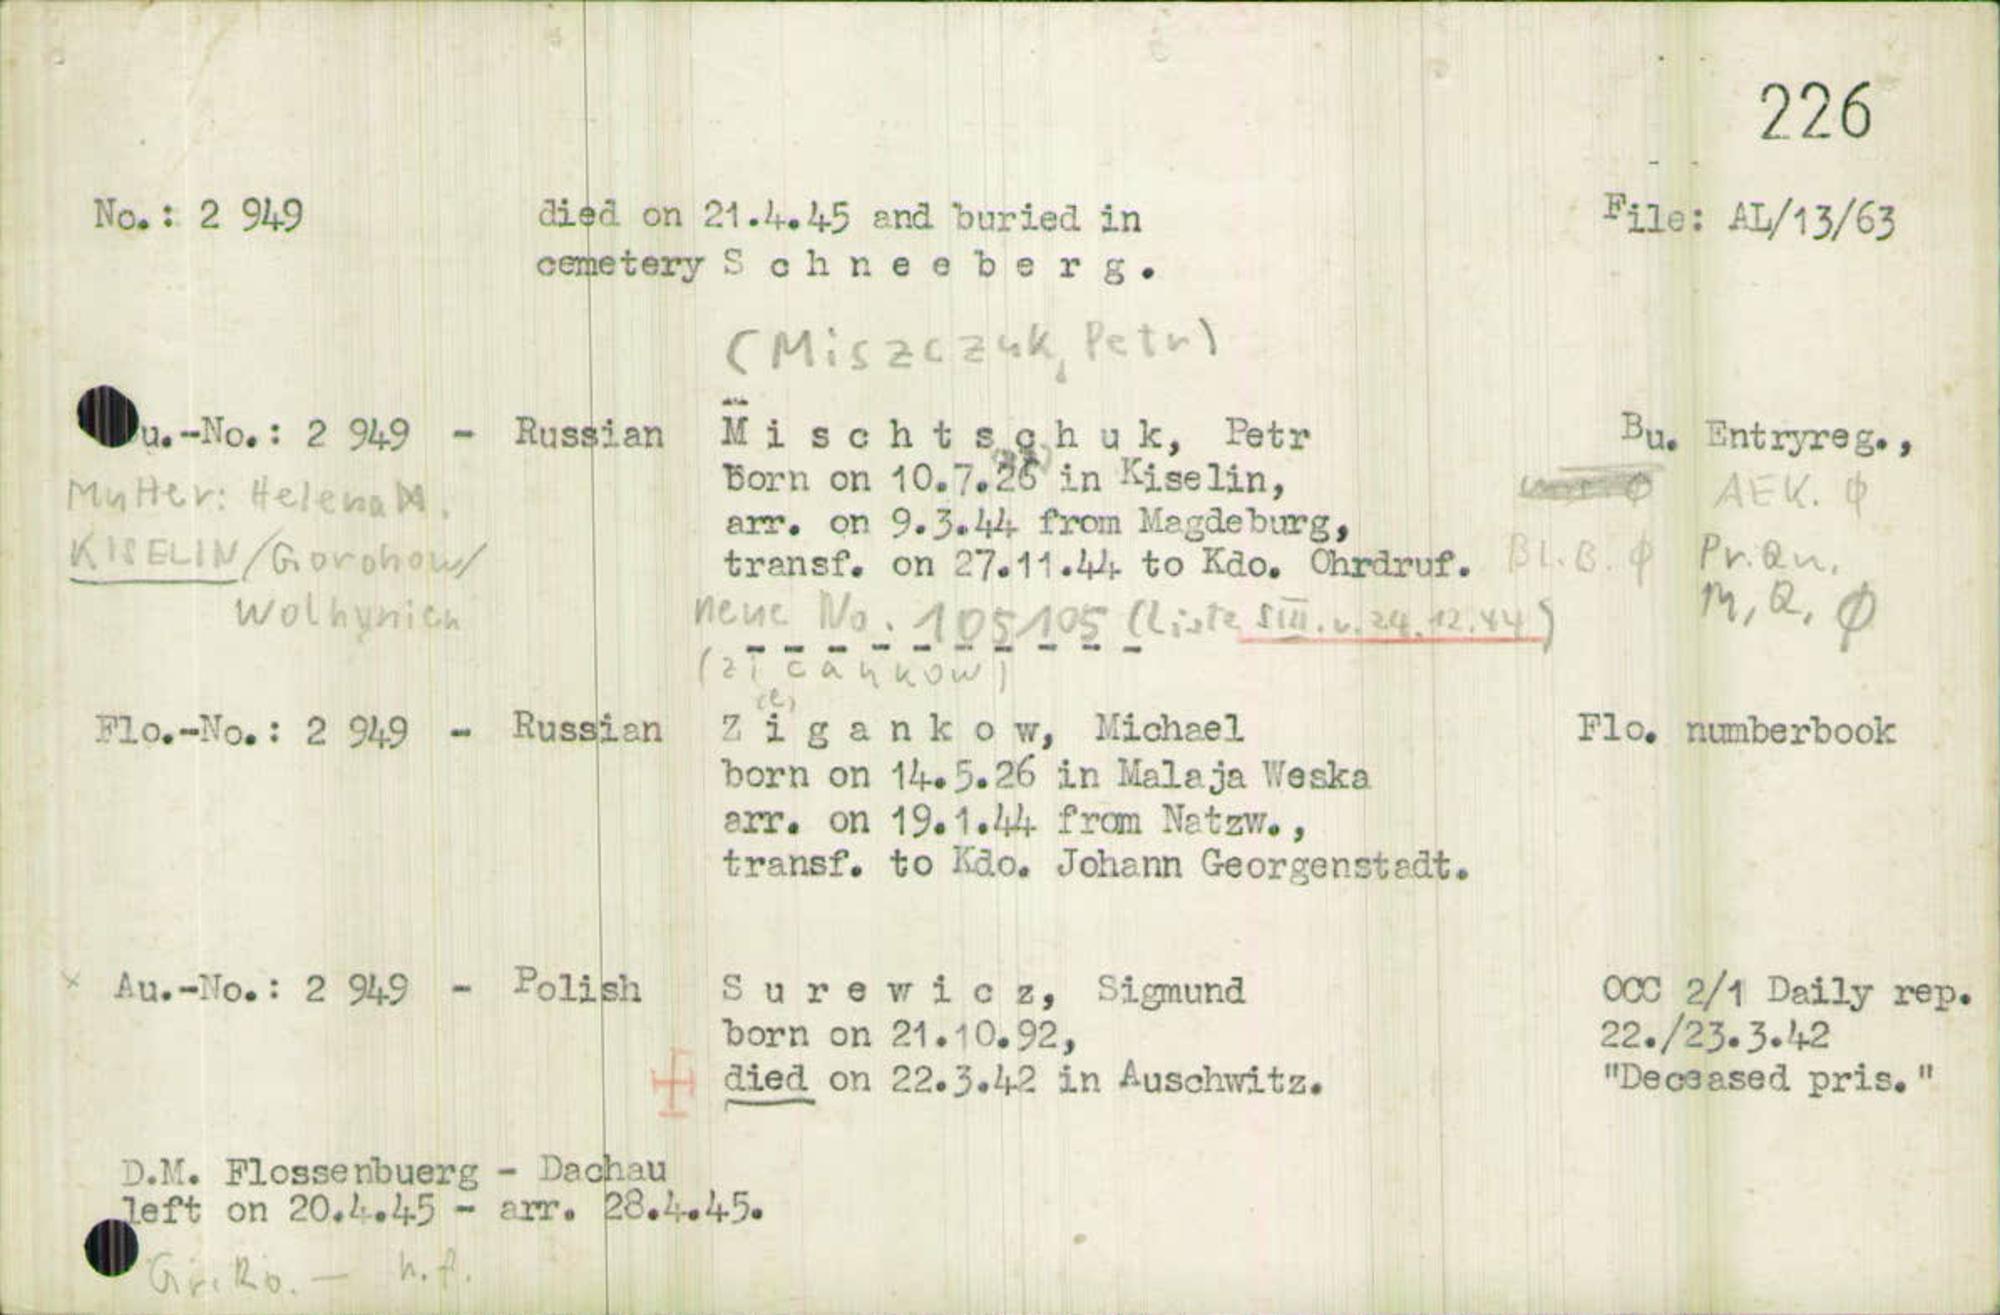 226
No.: 2 949 died on 21.4.45 and buried in File: AL/13/63
cemetery S c h n e e b e r g .
(Miszczuk, Petr)
u.-No.: 2 949 - Russian M i s c h t s c h u k, Petr Bu. Entryreg.,
Mutter: Helena M. born on 10.7.26 in Kiselin, AEK. Φ
arr. on 9.3.44 from Magdeburg,
KISELIN/Gorohow/ transf. on 27.11.44 to Kdo. Ohrdruf. Bl.B. Φ Pr.Qu.
Wolhynien neue No. 105105 (Liste SIII. v. 24.12.44) M, Q, Φ
(zicankow)
(e)
Flo.-No.: 2 949 - Russian Z i g a n k o w, Michael Flo. numberbook
born on 14.5.26 in Malaja Weska
arr. on 19.1.44 from Natzw.,
transf. to Kdo. Johann Georgenstadt.
x Au.-No.: 2 949 - Polish S u r e w i c z, Sigmund OCC 2/1 Daily rep.
born on 21.10.92, 22./23.3.42
died on 22.3.42 in Auschwitz. "Deceased pris."
D.M. Flossenbuerg - Dachau
left on 20.4.45 - arr. 28.4.45.
n.f.